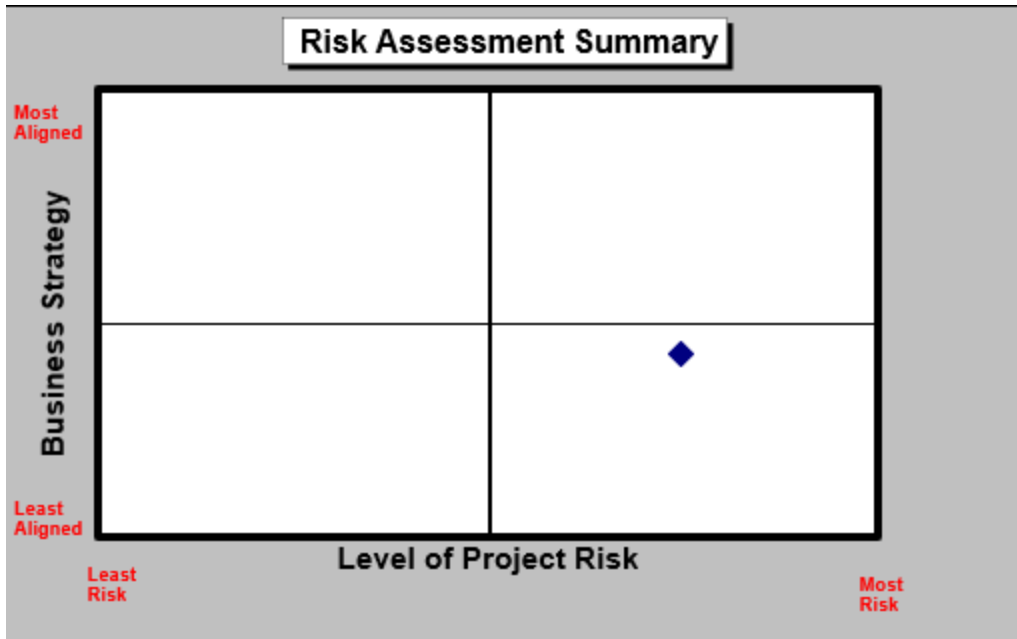 Risk Assessment Summary
Most
Aligned
Business Strategy
Least
Aligned
Level of Project Risk
Least
Risk
Most
Risk